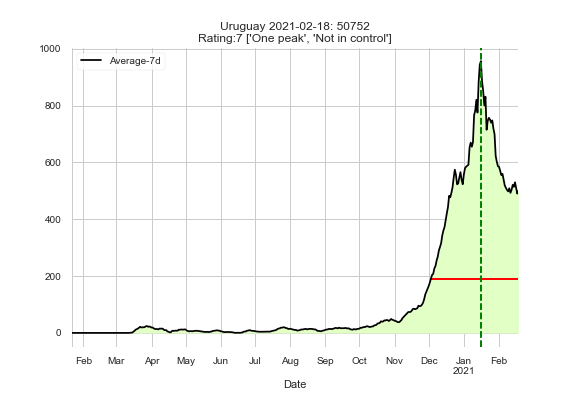 Uruguay 2021-02-18: 50752
Rating:7 ['One peak', 'Not in control']
1000
Average-7d
800
600
400
200
0
Feb Mar Apr May Jun Jul Aug Sep Oct Nov Dec Jan Feb
2021
Date